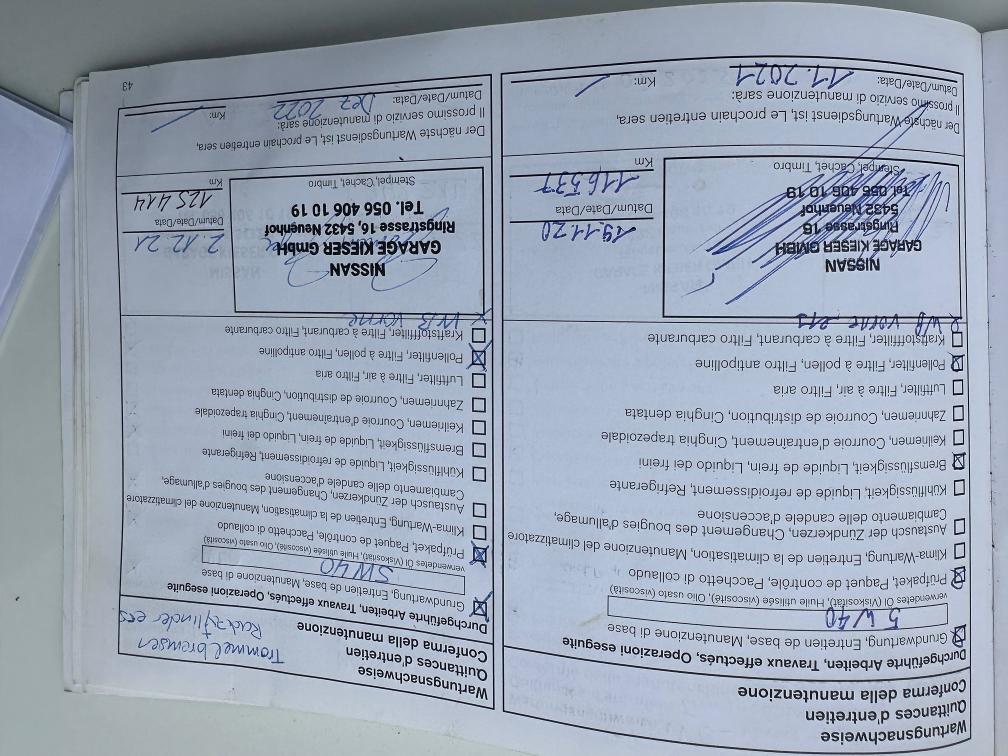 Wartungsnachweise
Quittances d'entretien
Conferma della manutenzione
Durchgeführte Arbeiten, Travaux effectués, Operazioni eseguite
Grundwartung, Entretien de base, Manutenzione di base
5 W 40
verwendetes Öl (Viskosität), Huile utilisée (viscosité), Olio usato (viscosità)
Prüfpaket, Paquet de contrôle, Pacchetto di collaudo
Klima-Wartung, Entretien de la climatisation, Manutenzione del climatizzatore
Austausch der Zündkerzen, Changement des bougies d'allumage,
Cambiamento delle candele d'accensione
Kühlflüssigkeit, Liquide de refroidissement, Refrigerante
Bremsflüssigkeit, Liquide de frein, Liquido dei freini
Keilriemen, Courroie d'entraînement, Cinghia trapezoidale
Zahnriemen, Courroie de distribution, Cinghia dentata
Luftfilter, Filtre à air, Filtro aria
Pollenfilter, Filtre à pollen, Filtro antipolline
Kraftstofffilter, Filtre à carburant, Filtro carburante
WB vorne ers
NISSAN
GARAGE KIESER GMBH
Ringstrasse 16
5432 Neuenhof
Tel. 056 406 10 19
Stempel, Cachet, Timbro
19.11.20
Datum/Date/Data
116537
Km
Der nächste Wartungsdienst ist, Le prochain entretien sera,
Il prossimo servizio di manutenzione sarà:
Datum/Date/Data: 11.2021 Km:
Wartungsnachweise
Quittances d'entretien
Conferma della manutenzione
Trommelbremsen
Radzylinder ers
Durchgeführte Arbeiten, Travaux effectués, Operazioni eseguite
Grundwartung, Entretien de base, Manutenzione di base
5W40
verwendetes Öl (Viskosität), Huile utilisée (viscosité), Olio usato (viscosità)
Prüfpaket, Paquet de contrôle, Pacchetto di collaudo
Klima-Wartung, Entretien de la climatisation, Manutenzione del climatizzatore
Austausch der Zündkerzen, Changement des bougies d'allumage,
Cambiamento delle candele d'accensione
Kühlflüssigkeit, Liquide de refroidissement, Refrigerante
Bremsflüssigkeit, Liquide de frein, Liquido dei freini
Keilriemen, Courroie d'entraînement, Cinghia trapezoidale
Zahnriemen, Courroie de distribution, Cinghia dentata
Luftfilter, Filtre à air, Filtro aria
Pollenfilter, Filtre à pollen, Filtro antipolline
Kraftstofffilter, Filtre à carburant, Filtro carburante
x WB vorne
NISSAN
GARAGE KIESER GmbH
Ringstrasse 16, 5432 Neuenhof
Tel. 056 406 10 19
Stempel, Cachet, Timbro
2.12.21
Datum/Date/Data
125414
Km
Der nächste Wartungsdienst ist, Le prochain entretien sera,
Il prossimo servizio di manutenzione sarà:
Datum/Date/Data: Dez 2022 Km:
43